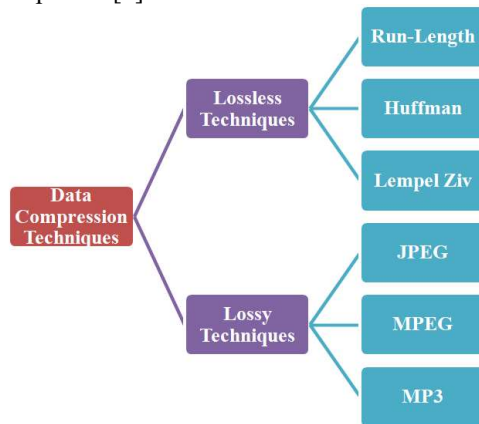 Run-Length
Lossless
Techniques
Huffman
Lempel Ziv
Data
Compression
Techniques
JPEG
Lossy
Techniques
MPEG
MP3